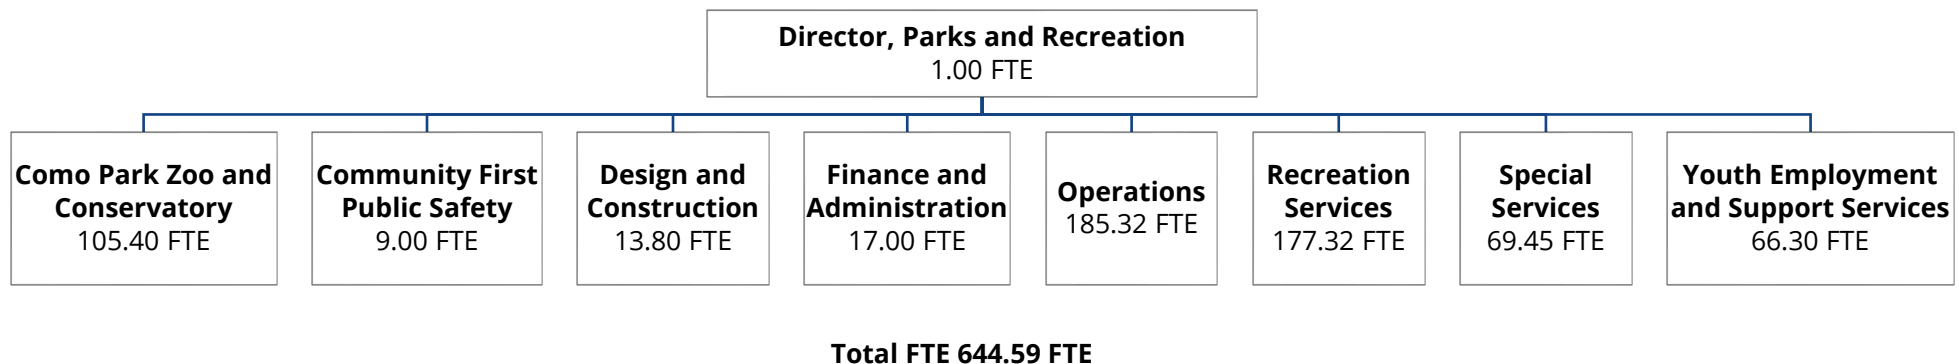 Director, Parks and Recreation
1.00 FTE
Como Park Zoo and
Conservatory
105.40 FTE
Community First
Public Safety
9.00 FTE
Design and
Construction
13.80 FTE
Finance and
Administration
17.00 FTE
Operations
185.32 FTE
Recreation
Services
177.32 FTE
Special
Services
69.45 FTE
Youth Employment
and Support Services
66.30 FTE
Total FTE 644.59 FTE